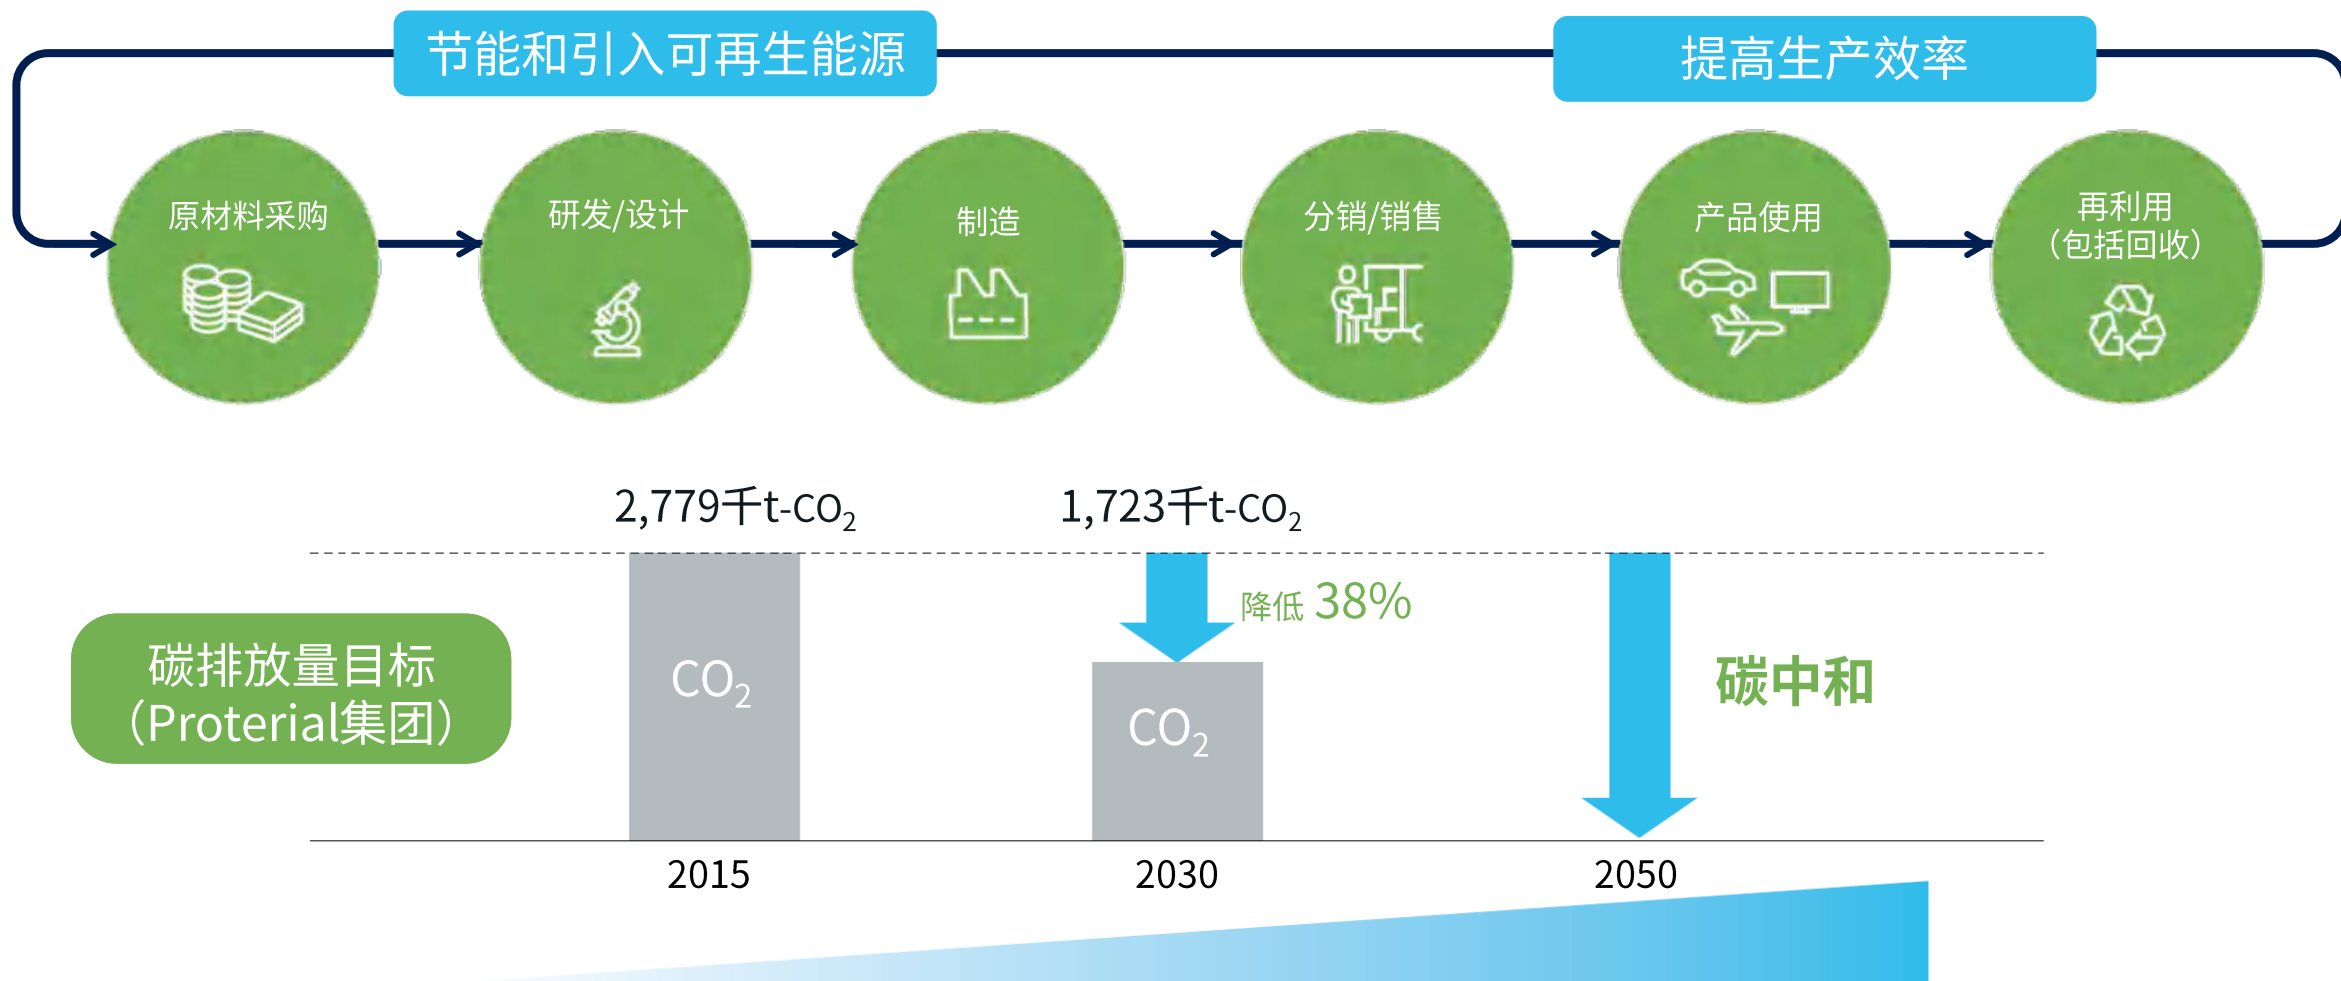 节能和引入可再生能源
提高生产效率
原材料采购
研发/设计
制造
分销/销售
产品使用
再利用
（包括回收）
2,779千t-CO₂
1,723千t-CO₂
降低 38%
碳排放量目标
（Proterial集团）
CO₂
CO₂
碳中和
2015
2030
2050